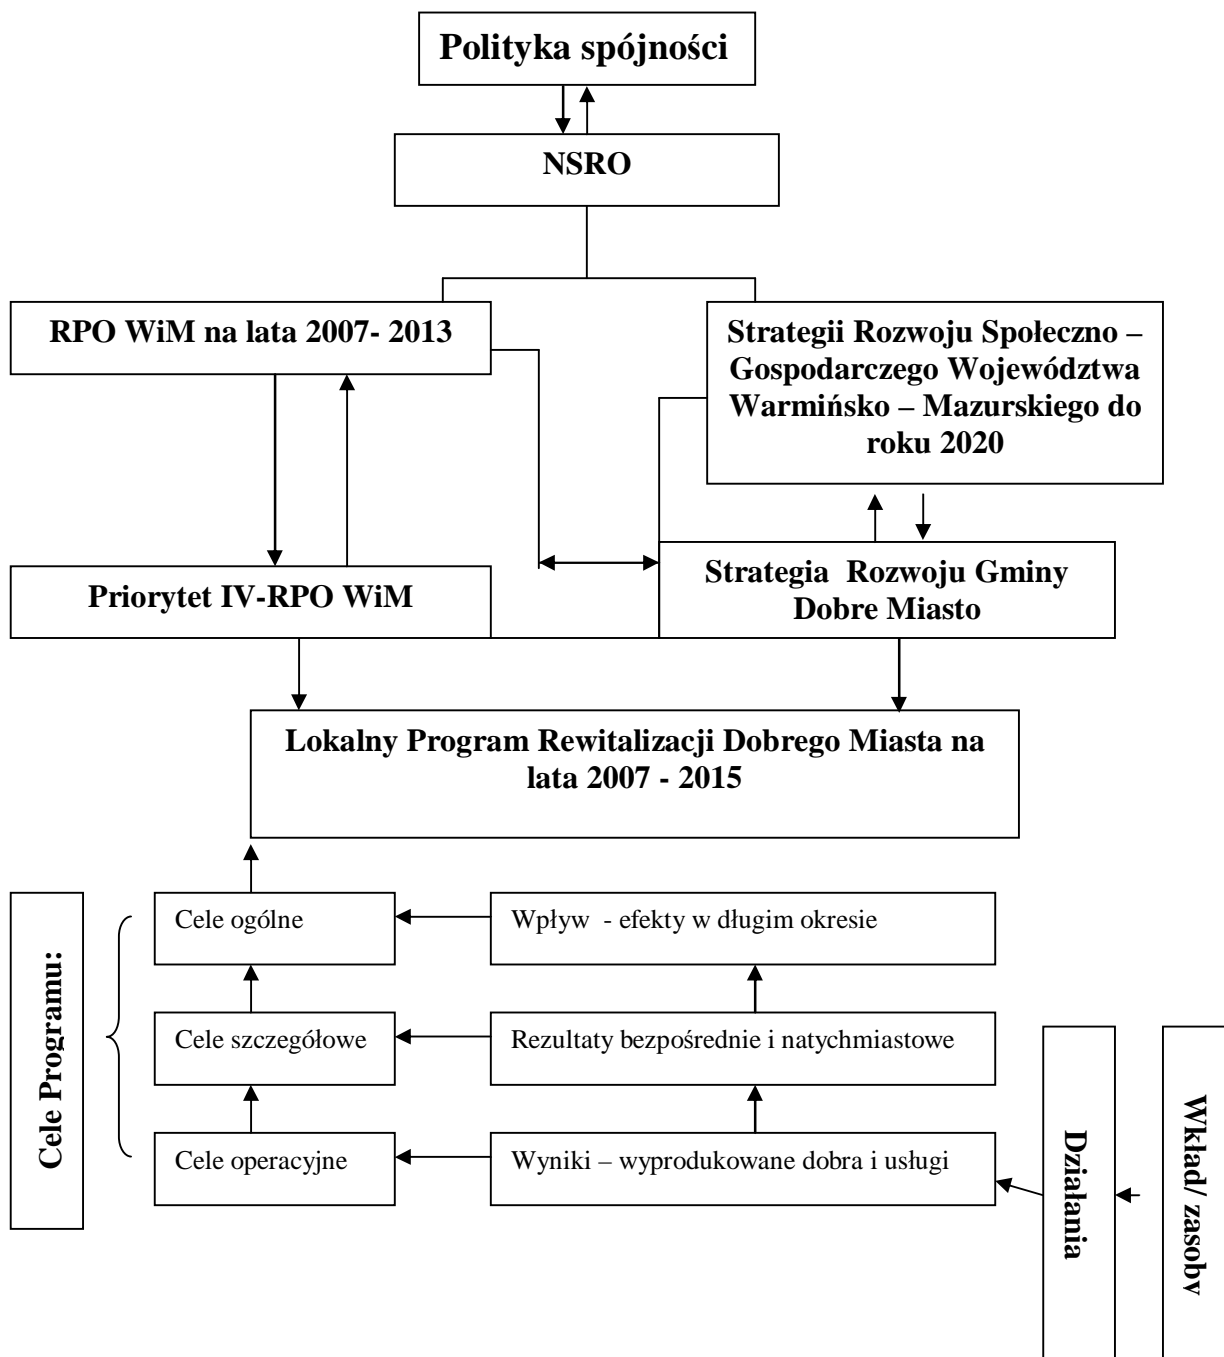 Polityka spójności
NSRO
RPO WiM na lata 2007- 2013
Strategii Rozwoju Społeczno –
Gospodarczego Województwa
Warmińsko – Mazurskiego do
roku 2020
Priorytet IV-RPO WiM
Strategia Rozwoju Gminy
Dobre Miasto
Lokalny Program Rewitalizacji Dobrego Miasta na
lata 2007 - 2015
Cele Programu:
Cele ogólne
Wpływ - efekty w długim okresie
Cele szczegółowe
Rezultaty bezpośrednie i natychmiastowe
Cele operacyjne
Wyniki – wyprodukowane dobra i usługi
Działania
Wkład/ zasoby